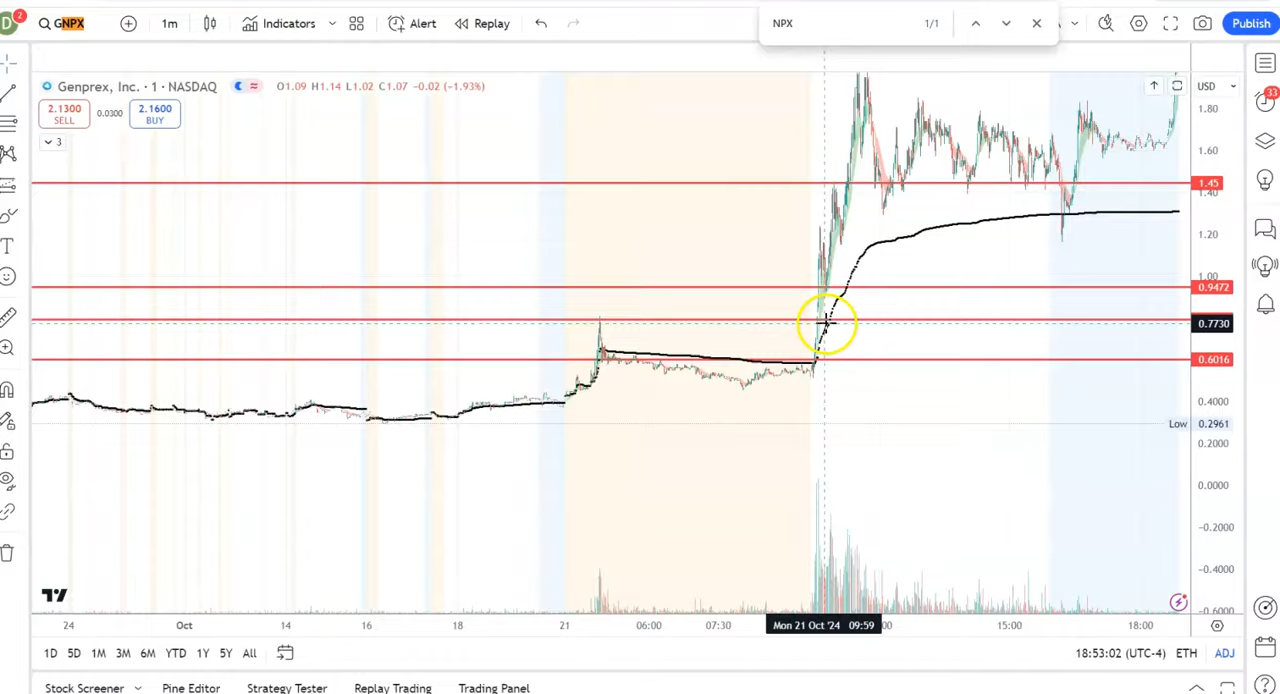 D 2 GNPX 1m Indicators Alert Replay NPX 1/1 Publish
Genprex, Inc. · 1 · NASDAQ ≈ O1.09 H1.14 L1.02 C1.07 -0.02 (-1.93%) USD
2.1300 SELL 0.0300 2.1600 BUY
3
33
1.80
1.60
1.45
1.40
1.20
1.00
0.9472
0.7730
0.6016
0.4000
Low 0.2961
0.2000
0.0000
-0.2000
-0.4000
-0.6000
24 Oct 14 16 18 21 06:00 07:30 Mon 21 Oct '24 09:59 :00 15:00 18:00
1D 5D 1M 3M 6M YTD 1Y 5Y All 18:53:02 (UTC-4) ETH ADJ
Stock Screener Pine Editor Strategy Tester Replay Trading Trading Panel